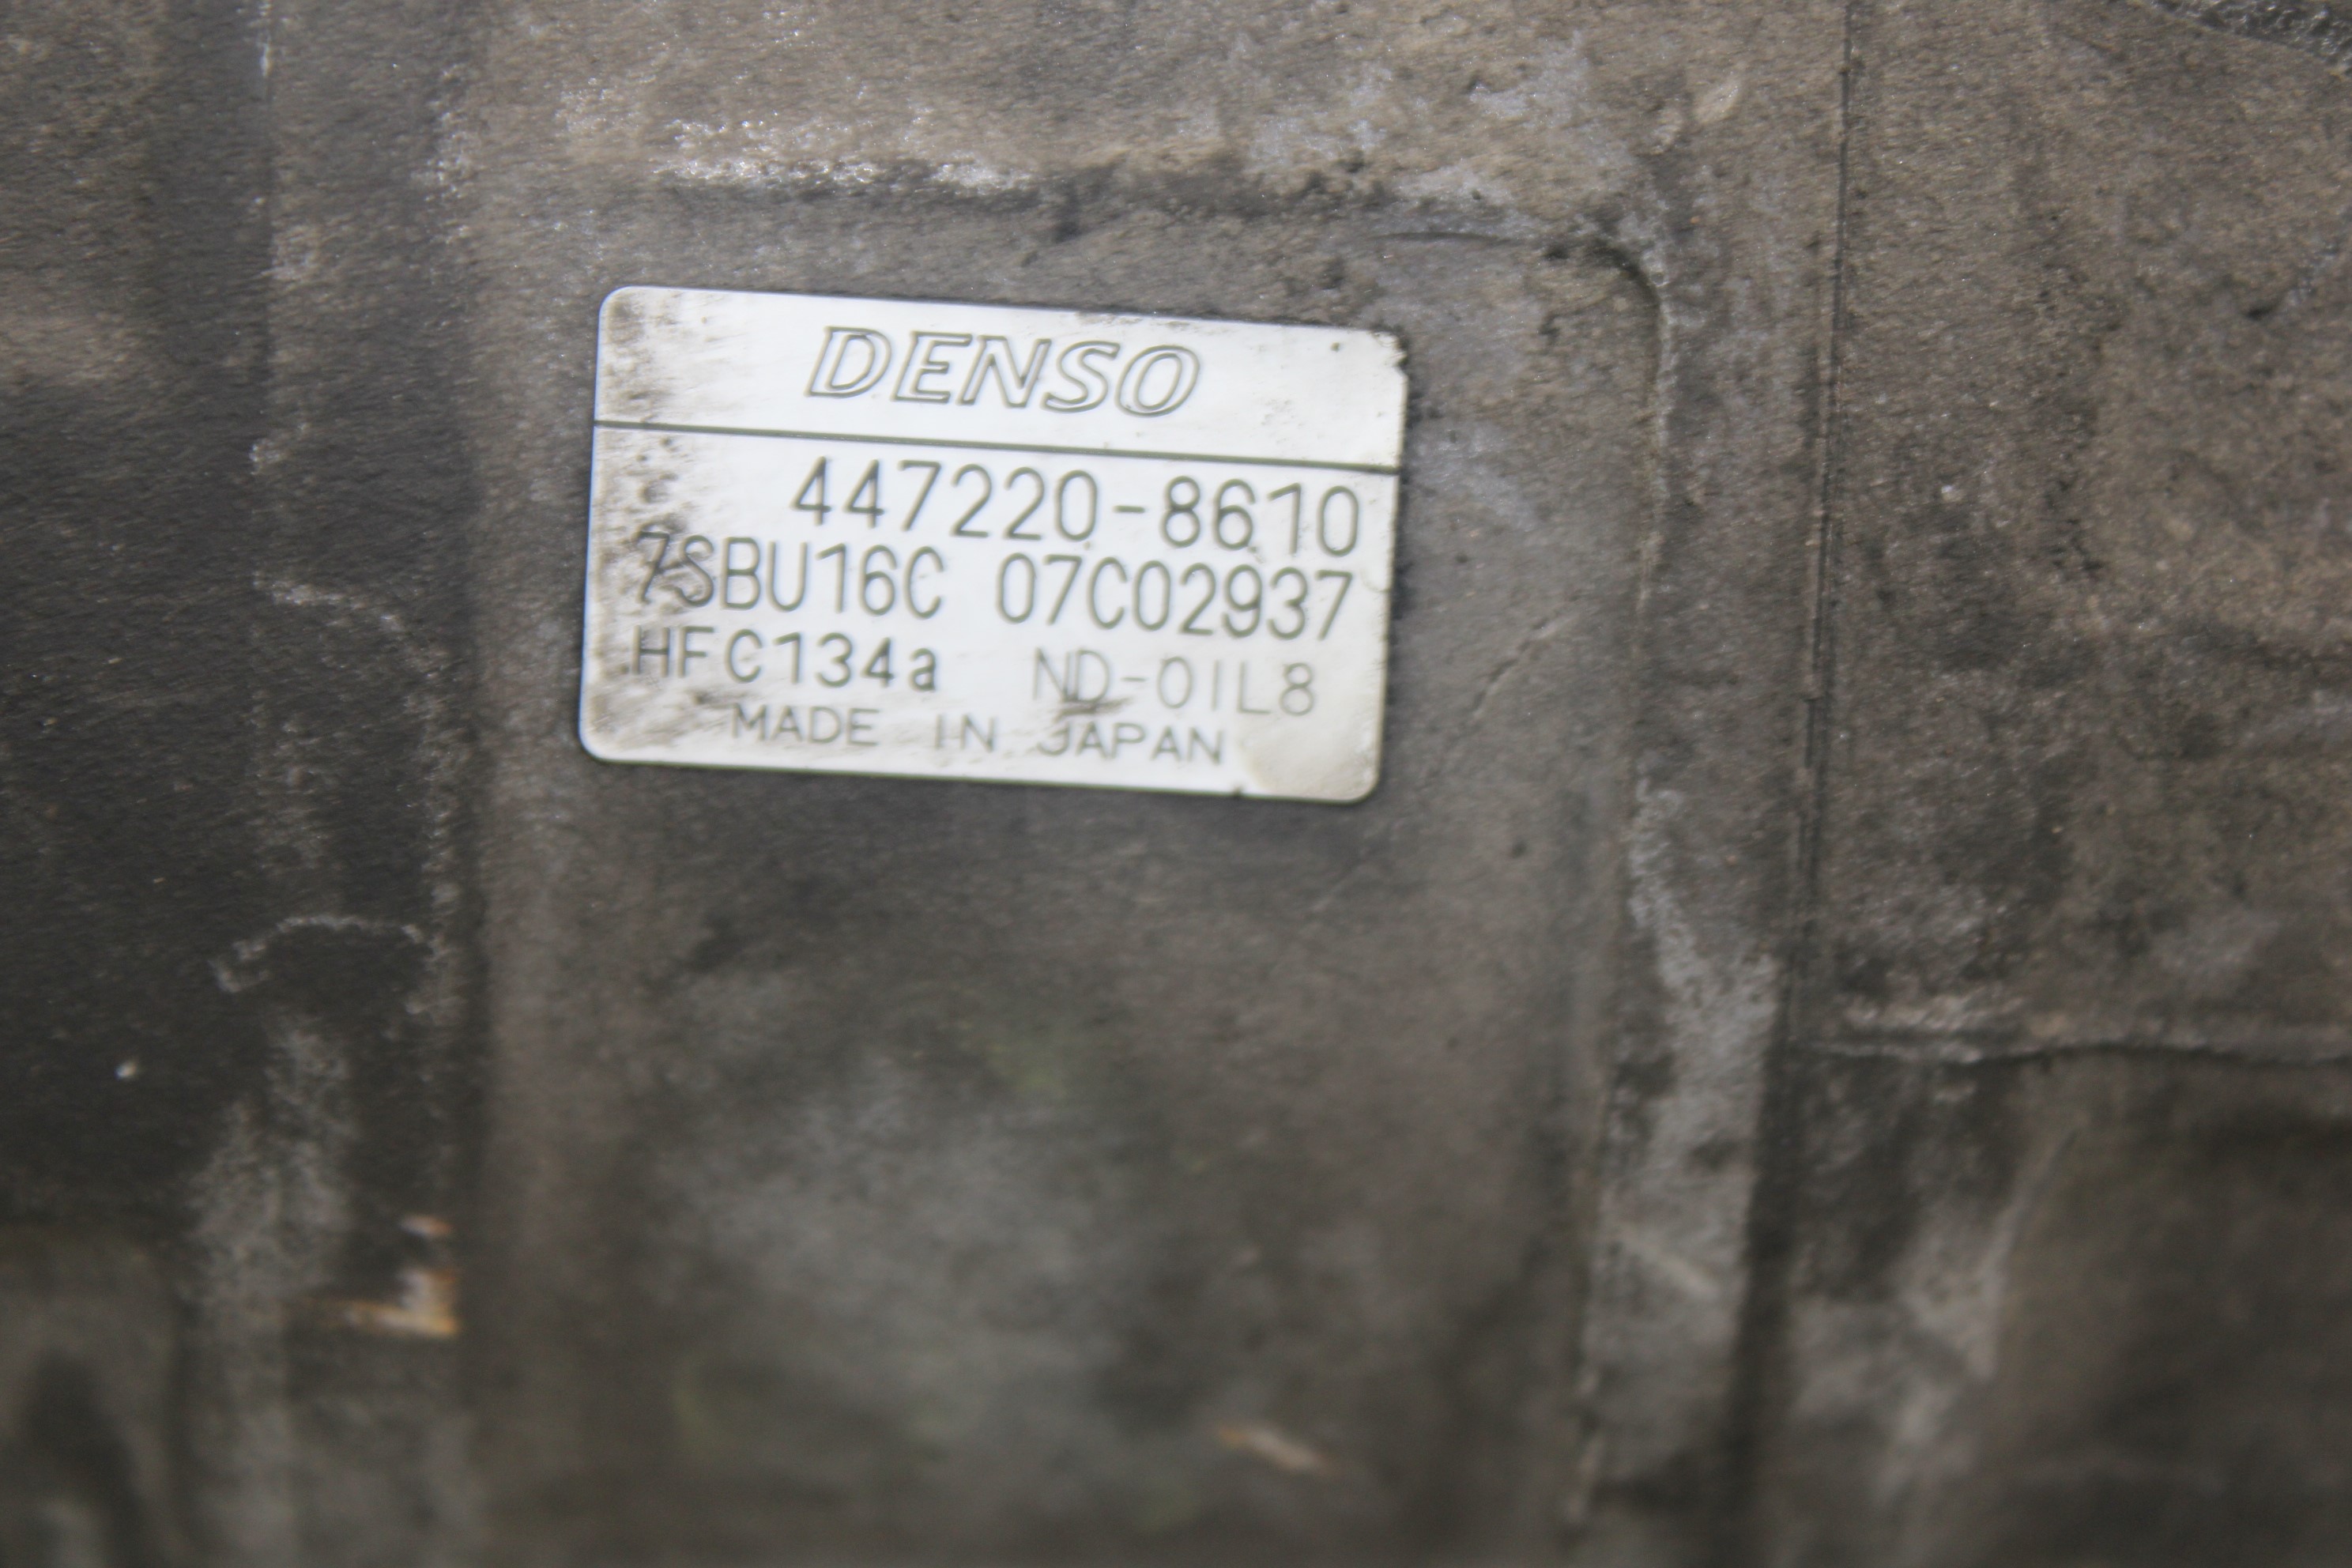 DENSO
447220-8610
7SBU16C 07C02937
HFC134a ND-OIL8
MADE IN JAPAN